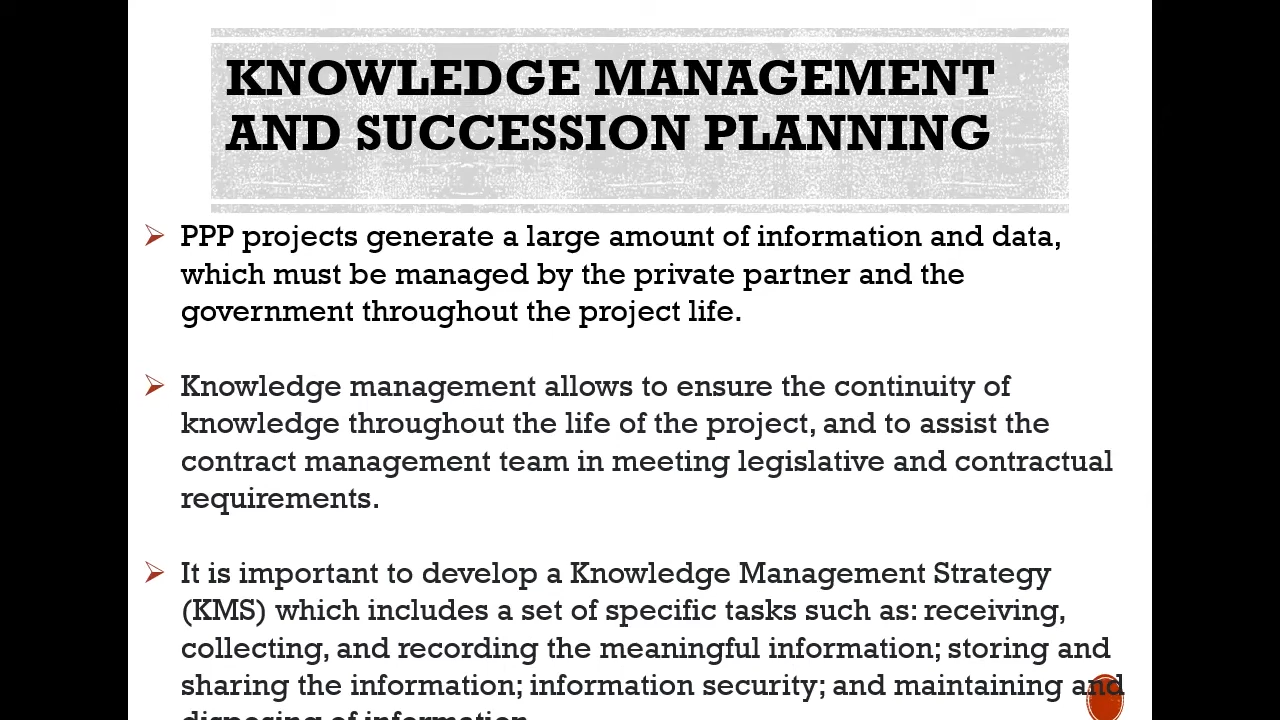 KNOWLEDGE MANAGEMENT
AND SUCCESSION PLANNING
PPP projects generate a large amount of information and data,
which must be managed by the private partner and the
government throughout the project life.
Knowledge management allows to ensure the continuity of
knowledge throughout the life of the project, and to assist the
contract management team in meeting legislative and contractual
requirements.
It is important to develop a Knowledge Management Strategy
(KMS) which includes a set of specific tasks such as: receiving,
collecting, and recording the meaningful information; storing and
sharing the information; information security; and maintaining and
disposing of information.